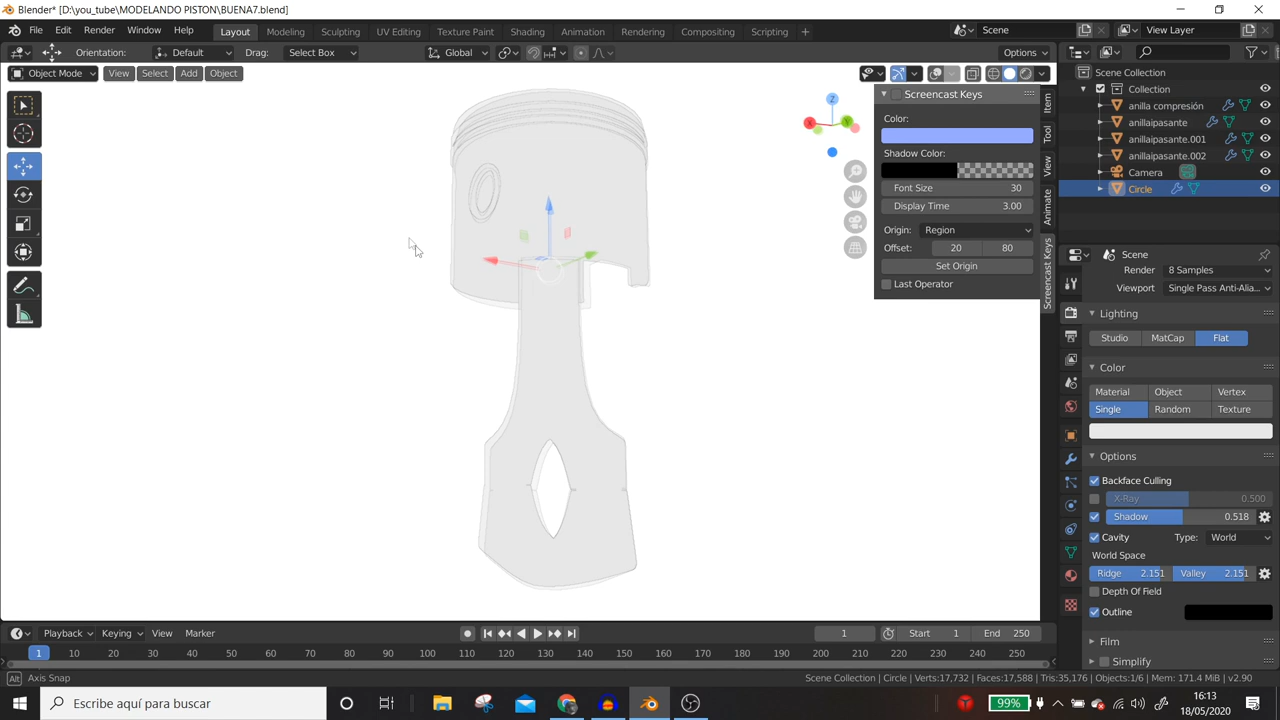 Blender* [D:\you_tube\MODELANDO PISTON\BUENA7.blend]
File Edit Render Window Help Layout Modeling Sculpting UV Editing Texture Paint Shading Animation Rendering Compositing Scripting + Scene View Layer
Orientation: Default Drag: Select Box Global Options
Object Mode View Select Add Object
Scene Collection
Collection
anilla compresión
anillaipasante
anillaipasante.001
anillaipasante.002
Camera
Circle
Screencast Keys
Color:
Shadow Color:
Font Size 30
Display Time 3.00
Origin: Region
Offset: 20 80
Set Origin
Last Operator
Item
Tool
View
Animate
Screencast Keys
X
Y
Z
Scene
Render 8 Samples
Viewport Single Pass Anti-Alia...
Lighting
Studio MatCap Flat
Color
Material Object Vertex
Single Random Texture
Options
Backface Culling
X-Ray 0.500
Shadow 0.518
Cavity Type: World
World Space
Ridge 2.151 Valley 2.151
Depth Of Field
Outline
Film
Simplify
Playback Keying View Marker 1 Start 1 End 250
1 10 20 30 40 50 60 70 80 90 100 110 120 130 140 150 160 170 180 190 200 210 220 230 240 250
Alt Axis Snap Scene Collection | Circle | Verts:17,732 | Faces:17,588 | Tris:35,176 | Objects:1/6 | Mem: 171.4 MiB | v2.90
Escribe aquí para buscar 99% 16:13
18/05/2020